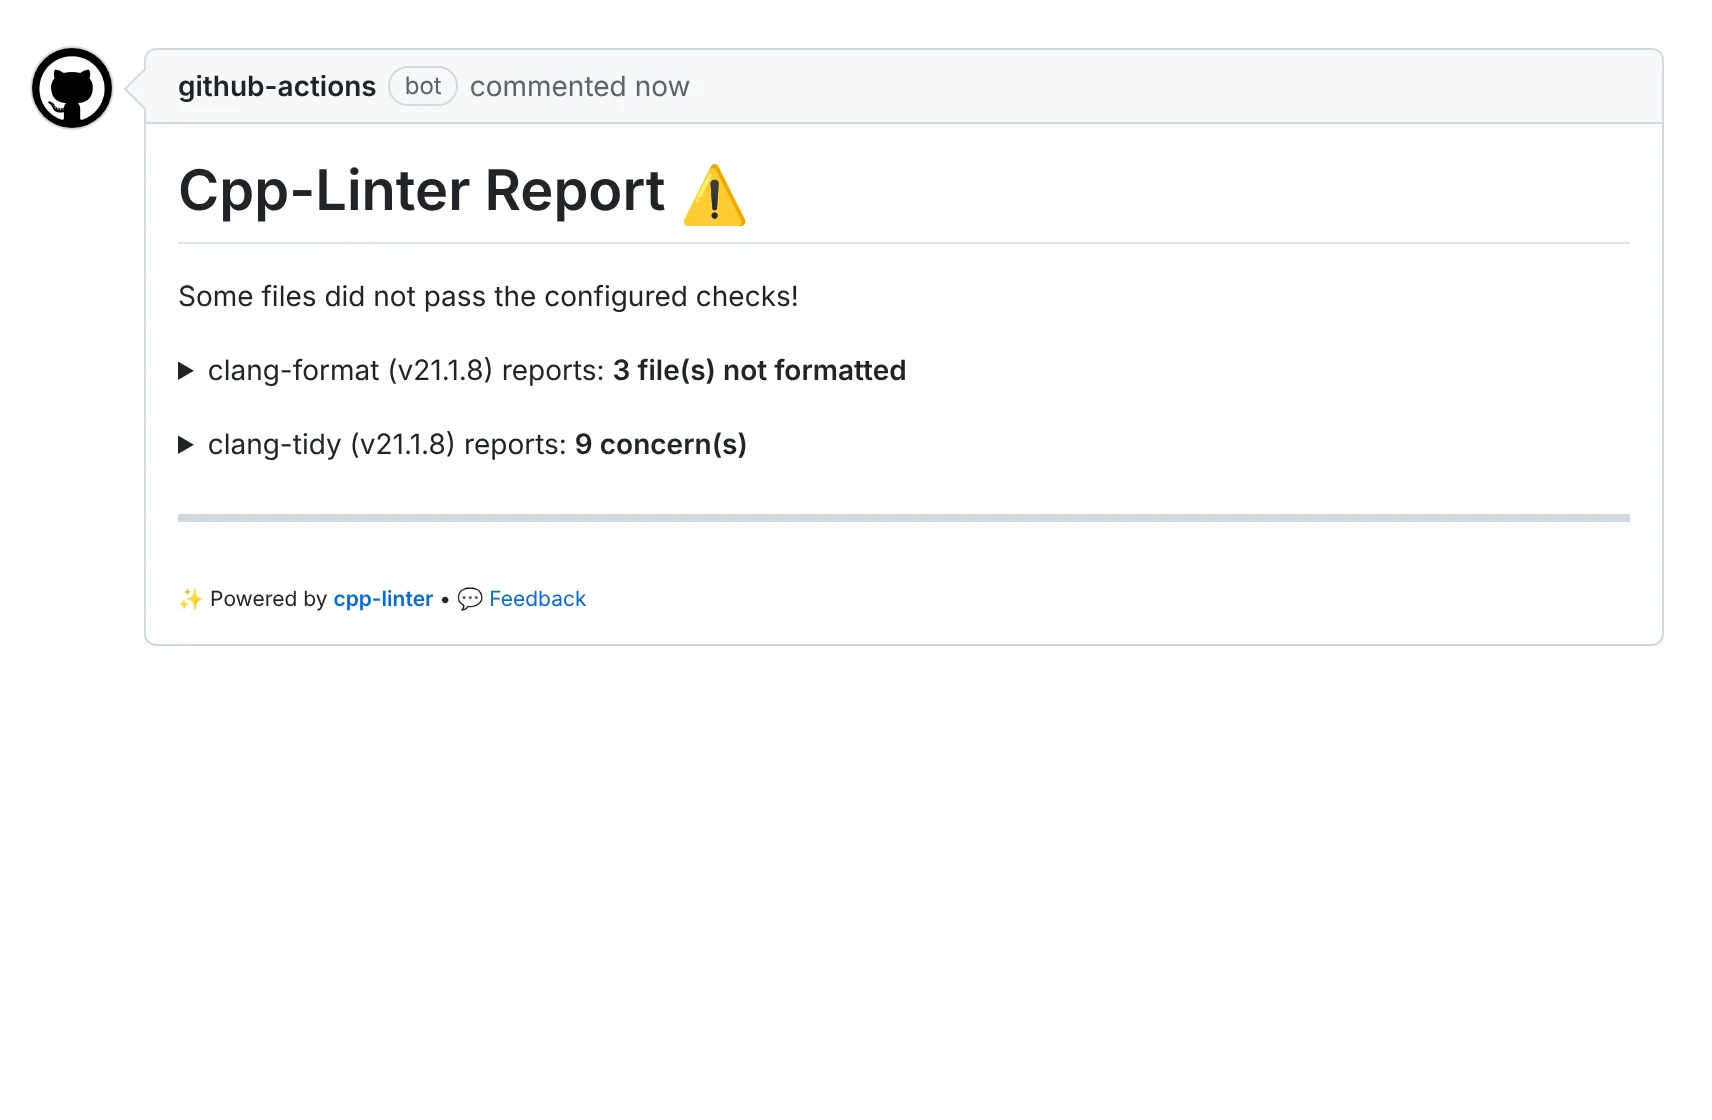 github-actions bot commented now
Cpp-Linter Report ⚠️
Some files did not pass the configured checks!
▶ clang-format (v21.1.8) reports: 3 file(s) not formatted
▶ clang-tidy (v21.1.8) reports: 9 concern(s)
✨ Powered by cpp-linter • 💬 Feedback